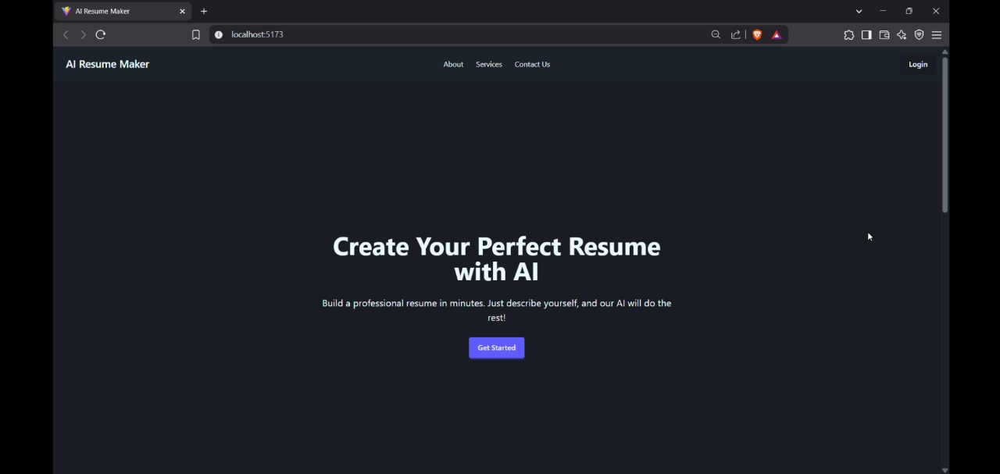 AI Resume Maker
localhost:5173
AI Resume Maker
About
Services
Contact Us
Login
Create Your Perfect Resume
with AI
Build a professional resume in minutes. Just describe yourself, and our AI will do the
rest!
Get Started